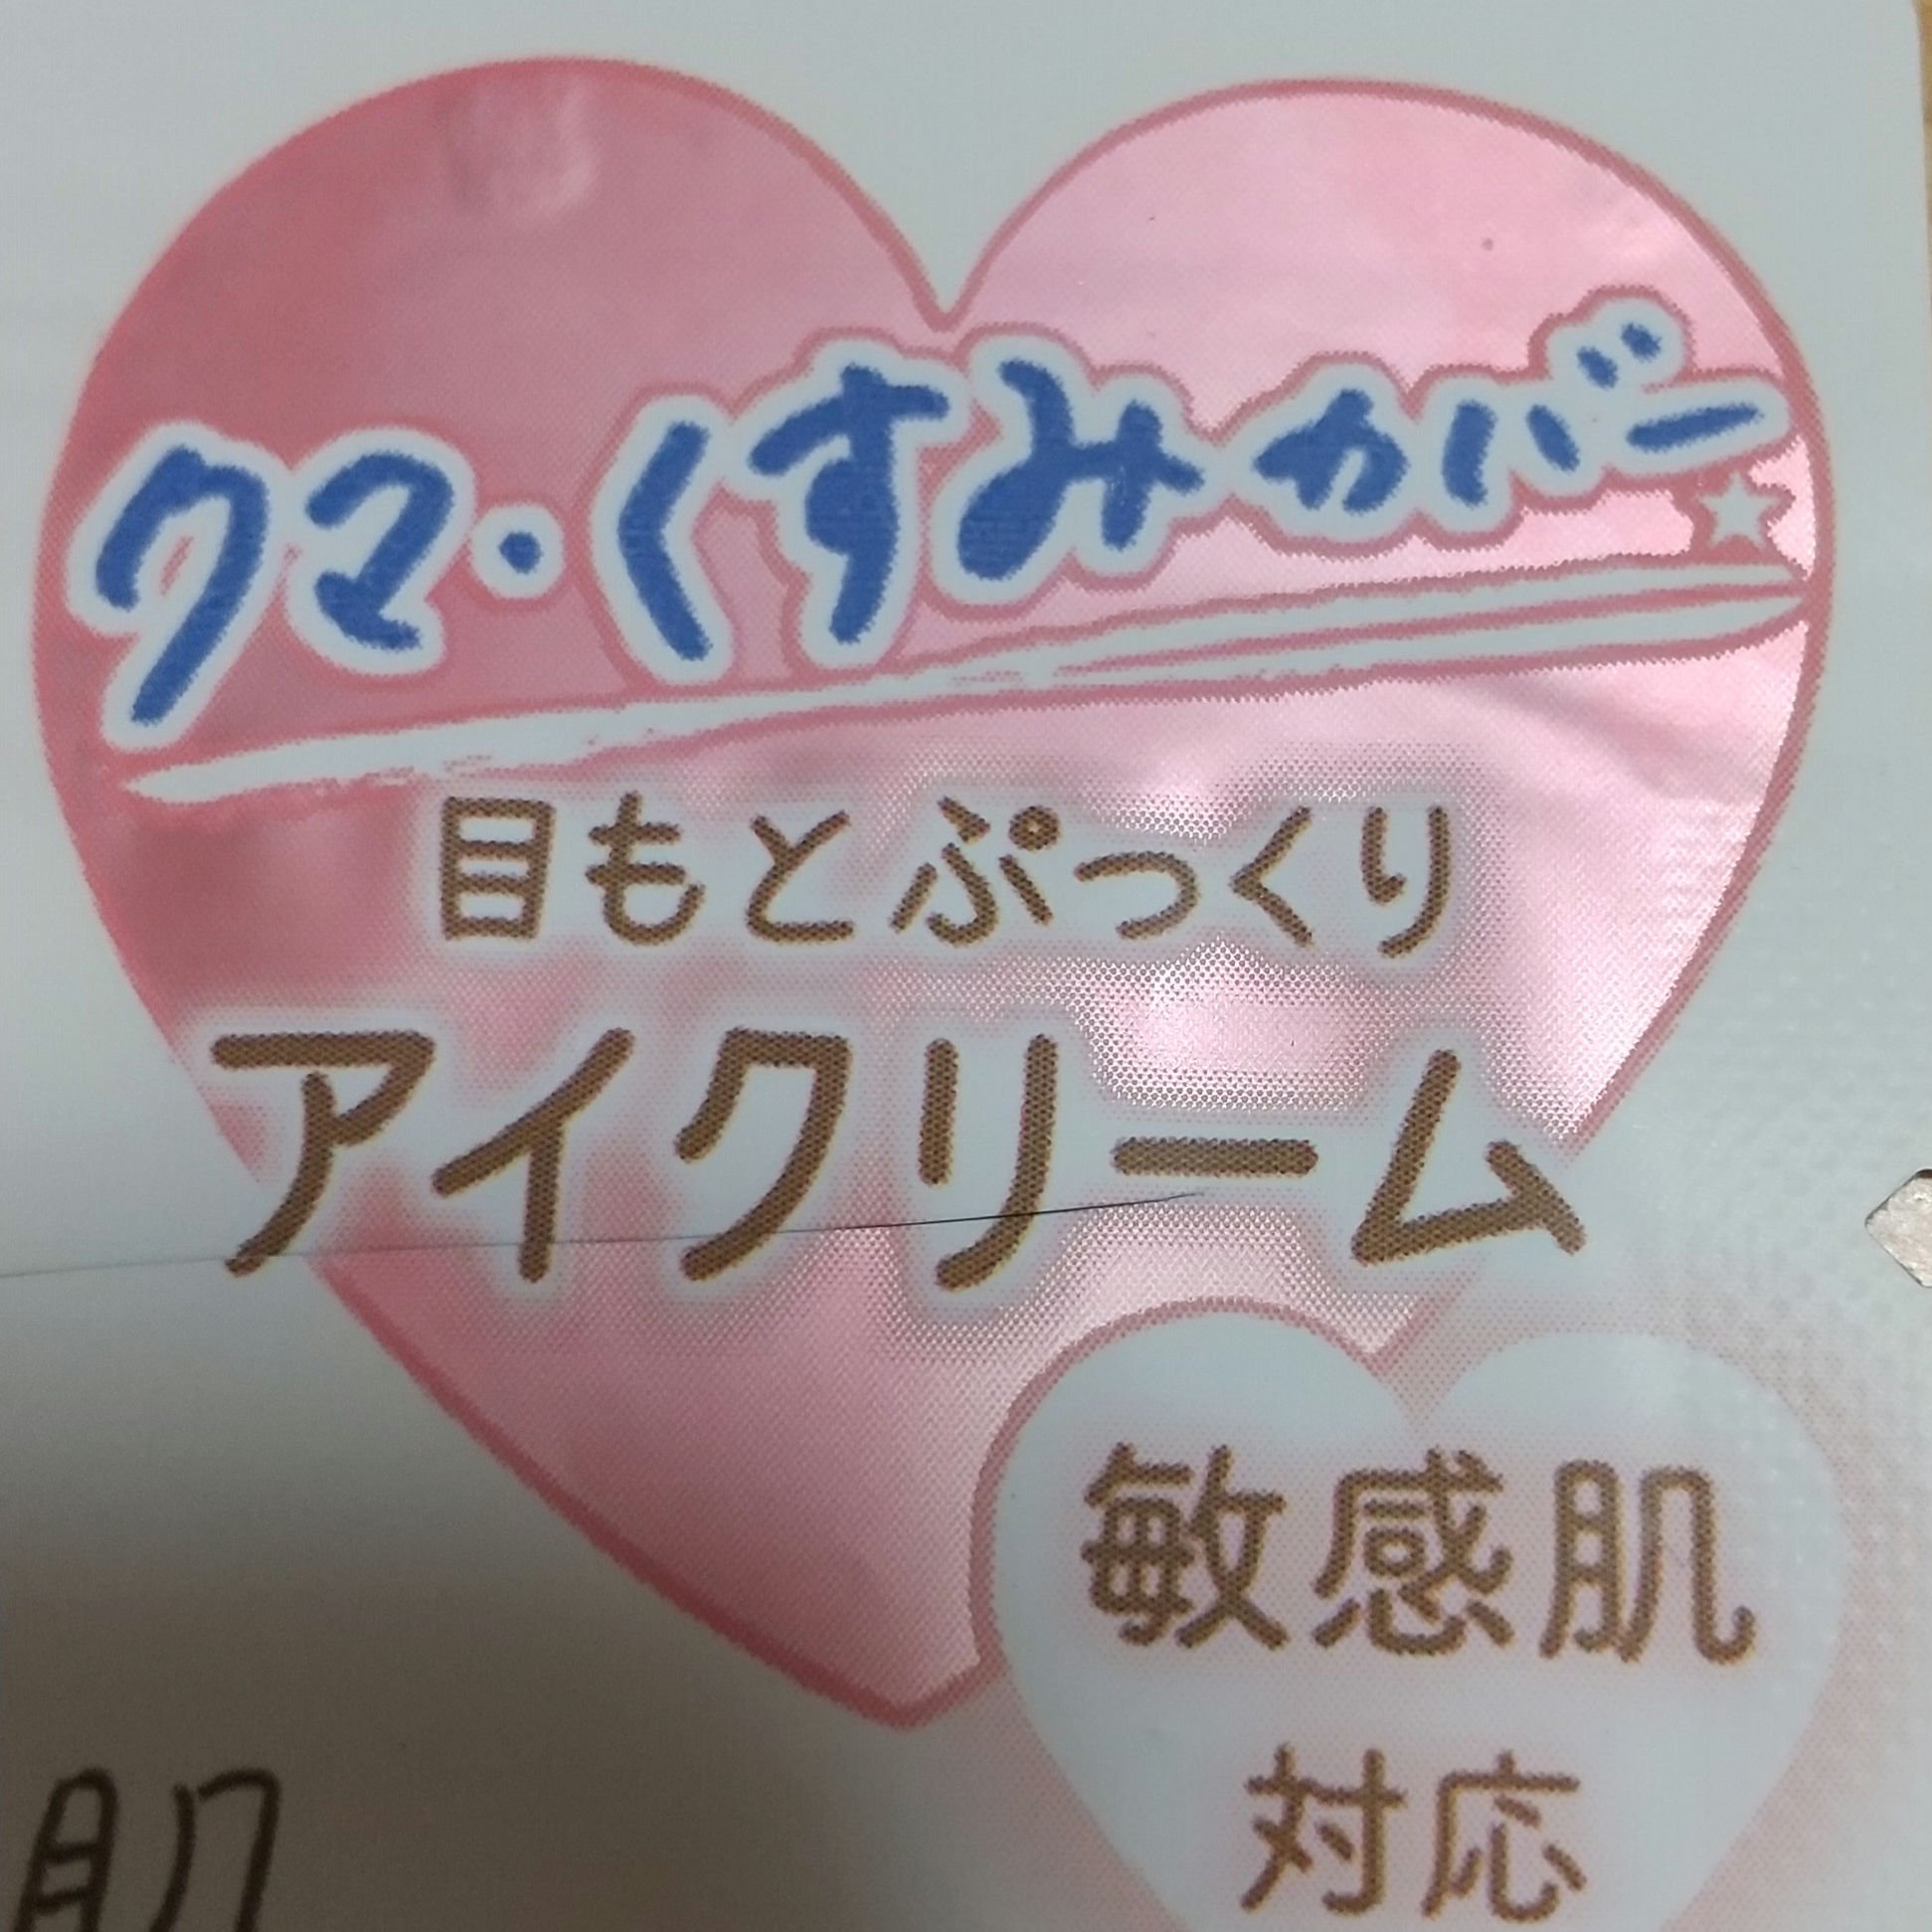 クマ・くすみカバー
目もとぷっくり
アイクリーム
敏感肌
対応
肌